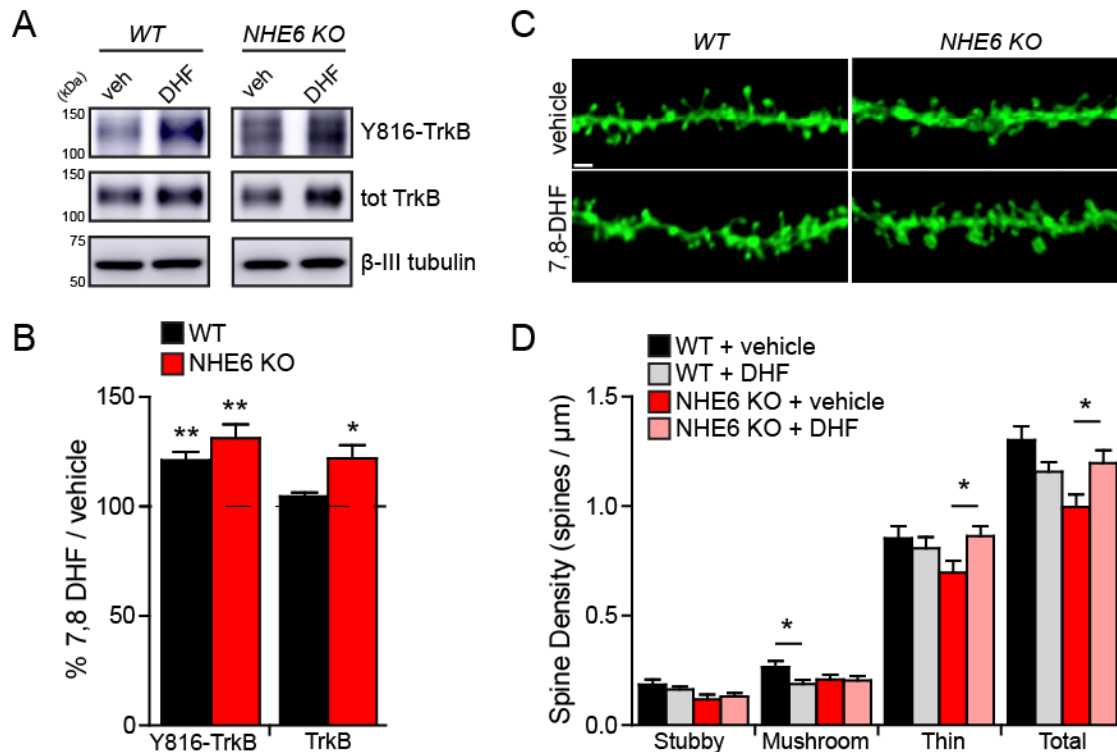 A
WT
NHE6 KO
(kDa)
veh
DHF
veh
DHF
150
100
Y816-TrkB
150
100
tot TrkB
75
50
β-III tubulin
B
WT
NHE6 KO
% 7,8 DHF / vehicle
150
100
50
0
**
**
*
Y816-TrkB
TrkB
C
WT
NHE6 KO
vehicle
7,8-DHF
D
WT + vehicle
WT + DHF
NHE6 KO + vehicle
NHE6 KO + DHF
Spine Density (spines / µm)
1.5
1.0
0.5
0.0
*
*
*
Stubby
Mushroom
Thin
Total